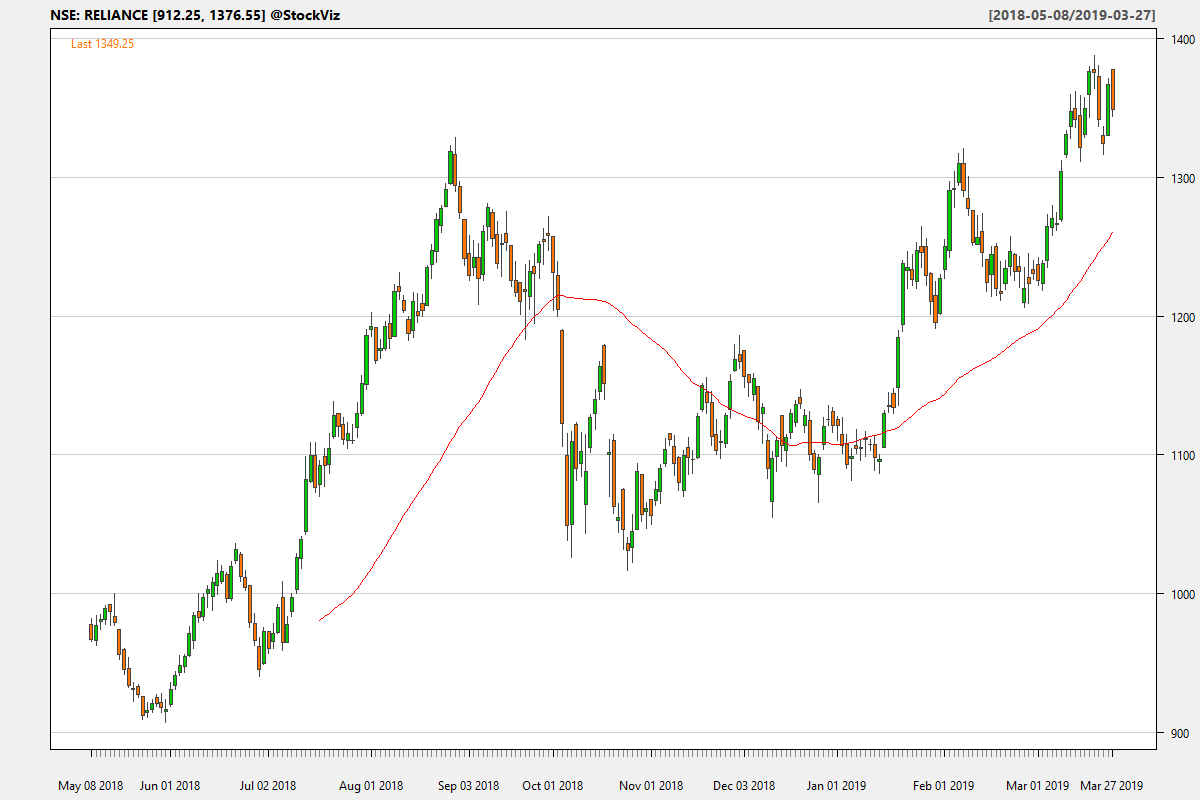 NSE: RELIANCE [912.25, 1376.55] @StockViz
[2018-05-08/2019-03-27]
Last 1349.25
1400
1300
1200
1100
1000
900
May 08 2018 Jun 01 2018 Jul 02 2018 Aug 01 2018 Sep 03 2018 Oct 01 2018 Nov 01 2018 Dec 03 2018 Jan 01 2019 Feb 01 2019 Mar 01 2019 Mar 27 2019